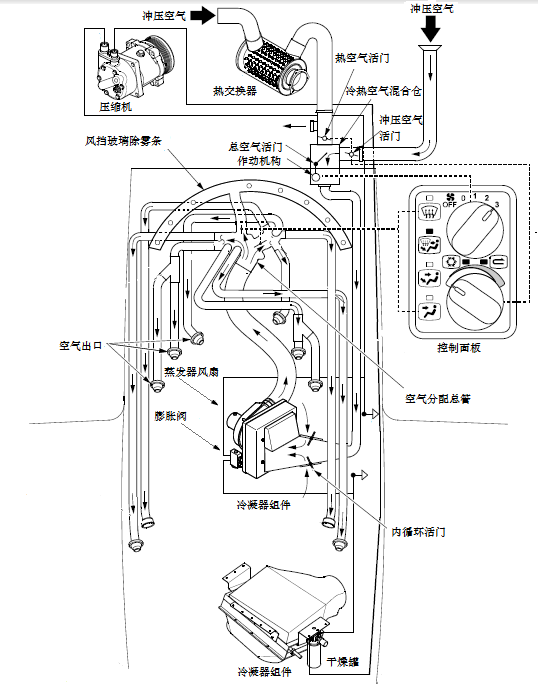 冲压空气
冲压空气
热空气活门
压缩机
热交换器
冷热空气混合仓
冲压空气
活门
风挡玻璃除雾条
总空气活门
作动机构
OFF 0 1 2 3
控制面板
空气出口
蒸发器风扇
空气分配总管
膨胀阀
冷凝器组件
内循环活门
冷凝器组件
干燥罐